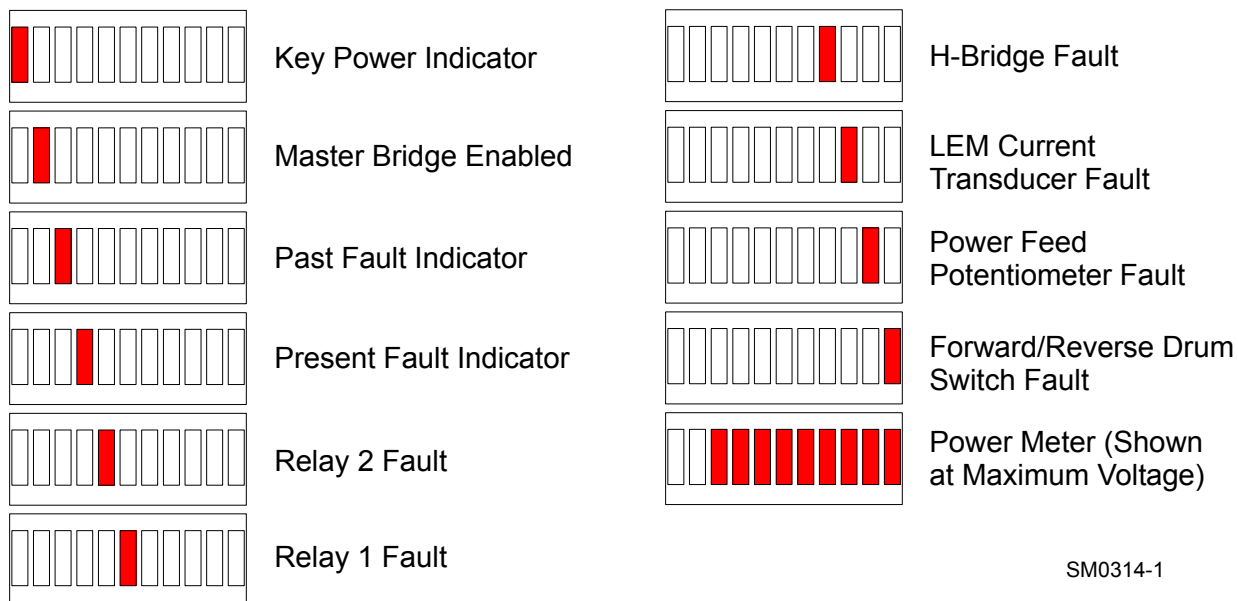 Key Power Indicator
Master Bridge Enabled
Past Fault Indicator
Present Fault Indicator
Relay 2 Fault
Relay 1 Fault
H-Bridge Fault
LEM Current
Transducer Fault
Power Feed
Potentiometer Fault
Forward/Reverse Drum
Switch Fault
Power Meter (Shown
at Maximum Voltage)
SM0314-1